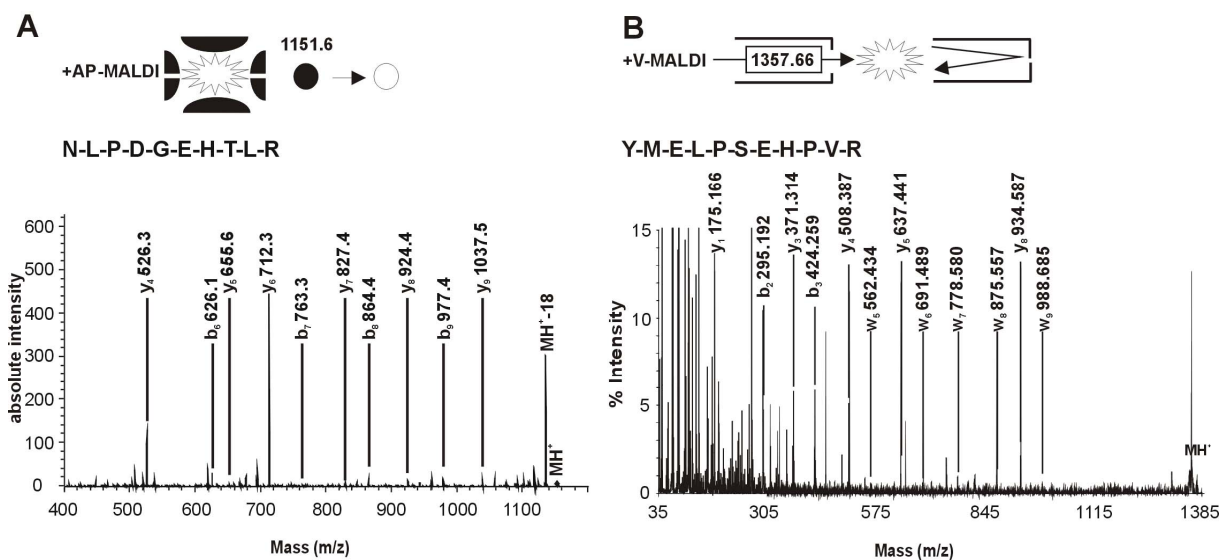 A
+AP-MALDI
1151.6
N-L-P-D-G-E-H-T-L-R
absolute intensity
600
500
400
300
200
100
0
y4 526.3
b6 626.1
y5 655.6
y6 712.3
b7 763.3
y7 827.4
b8 864.4
y8 924.4
b9 977.4
y9 1037.5
MH+-18
MH+
400 500 600 700 800 900 1000 1100
Mass (m/z)
B
+V-MALDI
1357.66
Y-M-E-L-P-S-E-H-P-V-R
% Intensity
15
10
5
0
y1 175.166
b2 295.192
y3 371.314
b3 424.259
y4 508.387
w5 562.434
y5 637.441
w6 691.489
w7 778.580
w8 875.557
y8 934.587
w9 988.685
MH+
35 305 575 845 1115 1385
Mass (m/z)